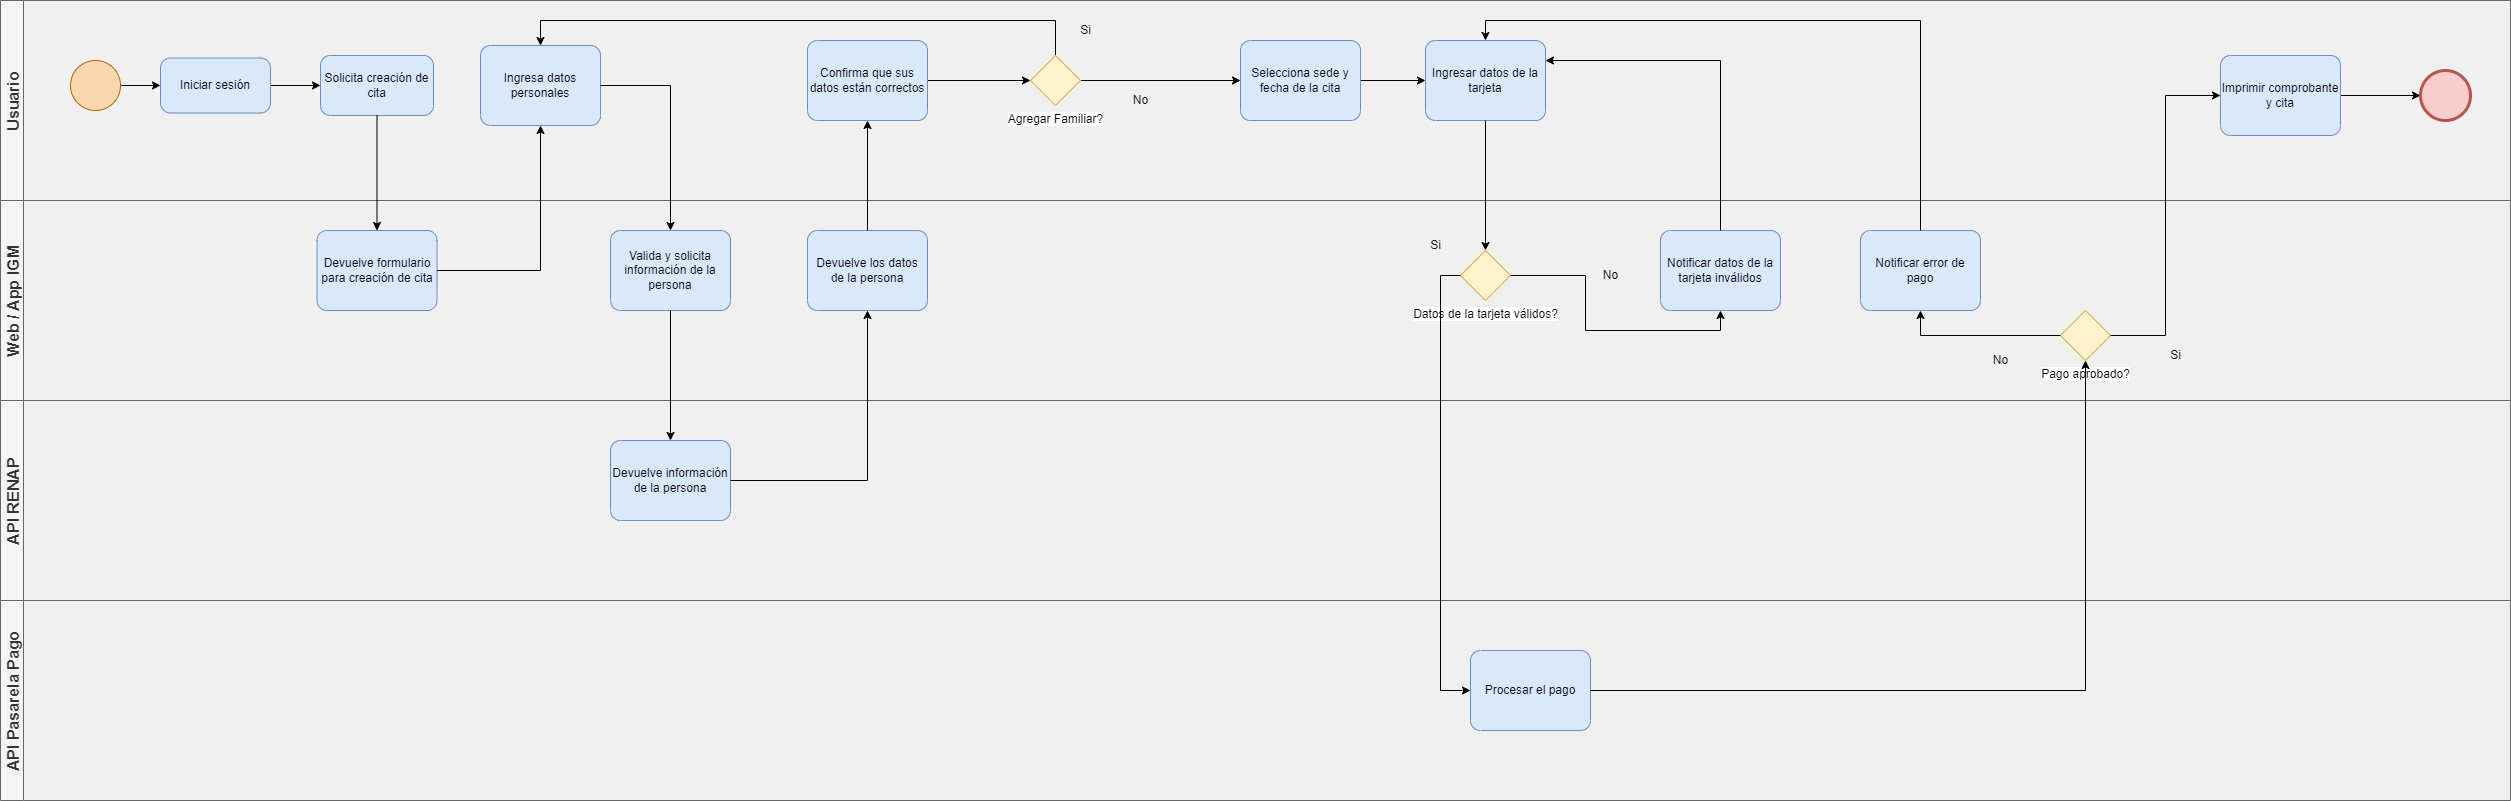 Usuario
Iniciar sesión
Solicita creación de
cita
Ingresa datos
personales
Confirma que sus
datos están correctos
Si
Agregar Familiar?
No
Selecciona sede y
fecha de la cita
Ingresar datos de la
tarjeta
Imprimir comprobante
y cita
Web / App IGM
Devuelve formulario
para creación de cita
Valida y solicita
información de la
persona
Devuelve los datos
de la persona
Si
Datos de la tarjeta válidos?
No
Notificar datos de la
tarjeta inválidos
Notificar error de
pago
No
Pago aprobado?
Si
API RENAP
Devuelve información
de la persona
API Pasarela Pago
Procesar el pago